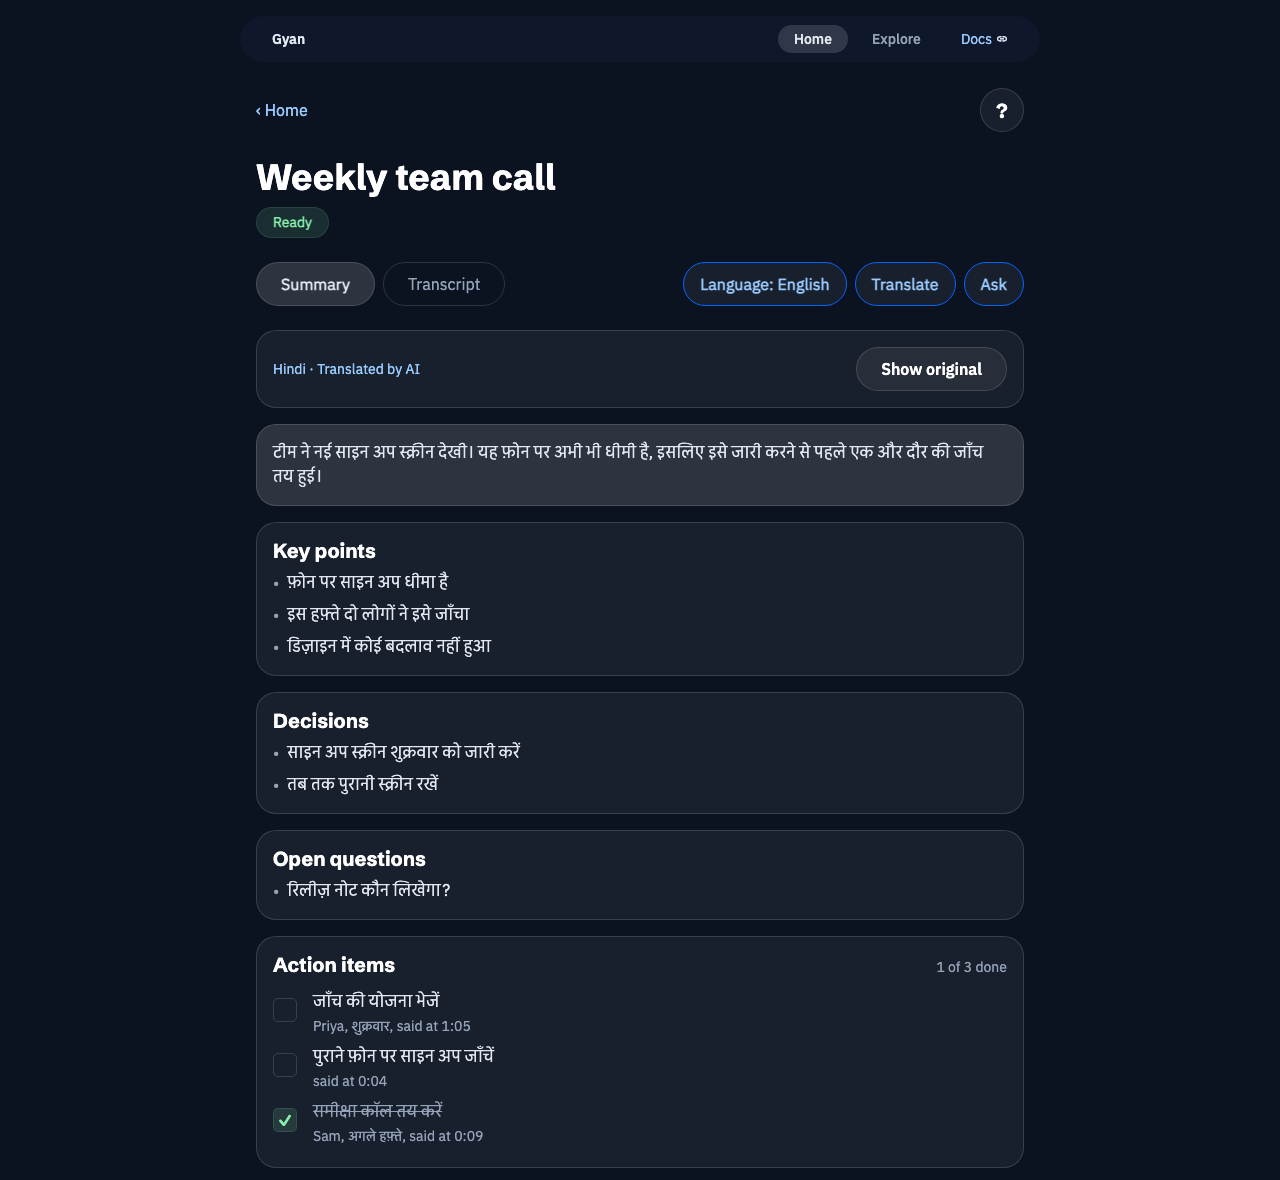 Gyan
Home
Explore
Docs
‹ Home
?
Weekly team call
Ready
Summary
Transcript
Language: English
Translate
Ask
Hindi · Translated by AI
Show original
टीम ने नई साइन अप स्क्रीन देखी। यह फ़ोन पर अभी भी धीमी है, इसलिए इसे जारी करने से पहले एक और दौर की जाँच
तय हुई।
Key points
• फ़ोन पर साइन अप धीमा है
• इस हफ़्ते दो लोगों ने इसे जाँचा
• डिज़ाइन में कोई बदलाव नहीं हुआ
Decisions
• साइन अप स्क्रीन शुक्रवार को जारी करें
• तब तक पुरानी स्क्रीन रखें
Open questions
• रिलीज़ नोट कौन लिखेगा?
Action items
1 of 3 done
जाँच की योजना भेजें
Priya, शुक्रवार, said at 1:05
पुराने फ़ोन पर साइन अप जाँचें
said at 0:04
समीक्षा कॉल तय करें
Sam, अगले हफ़्ते, said at 0:09